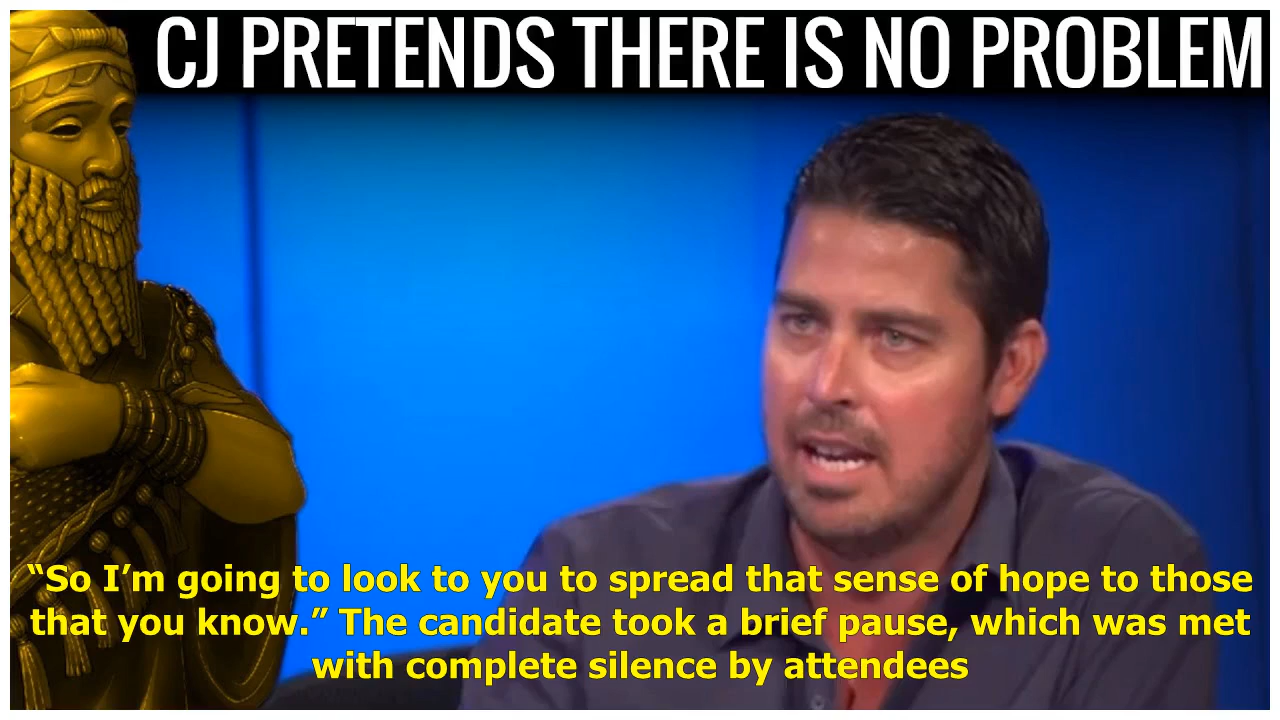 CJ PRETENDS THERE IS NO PROBLEM
“So I’m going to look to you to spread that sense of hope to those
that you know.” The candidate took a brief pause, which was met
with complete silence by attendees